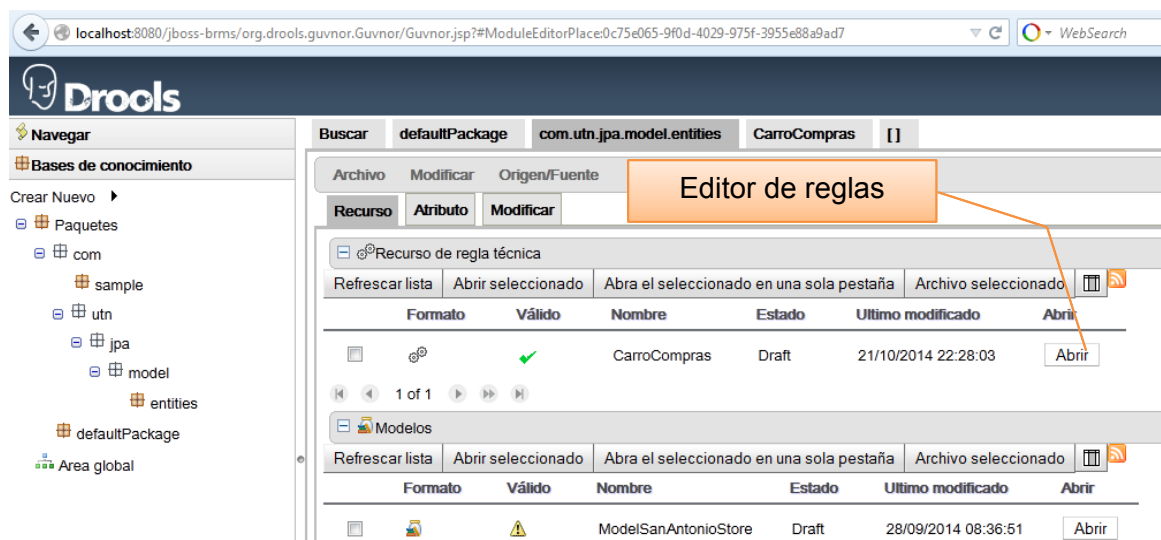 localhost:8080/jboss-brms/org.drools.guvnor.Guvnor/Guvnor.jsp?#ModuleEditorPlace:0c75e065-9f0d-4029-975f-3955e88a9ad7 WebSearch
Drools
Navegar
Bases de conocimiento
Crear Nuevo
Paquetes
com
sample
utn
jpa
model
entities
defaultPackage
Area global
Buscar defaultPackage com.utn.jpa.model.entities CarroCompras []
Archivo Modificar Origen/Fuente
Editor de reglas
Recurso Atributo Modificar
Recurso de regla técnica
Refrescar lista Abrir seleccionado Abra el seleccionado en una sola pestaña Archivo seleccionado
Formato Válido Nombre Estado Ultimo modificado Abrir
CarroCompras Draft 21/10/2014 22:28:03 Abrir
1 of 1
Modelos
Refrescar lista Abrir seleccionado Abra el seleccionado en una sola pestaña Archivo seleccionado
Formato Válido Nombre Estado Ultimo modificado Abrir
ModelSanAntonioStore Draft 28/09/2014 08:36:51 Abrir